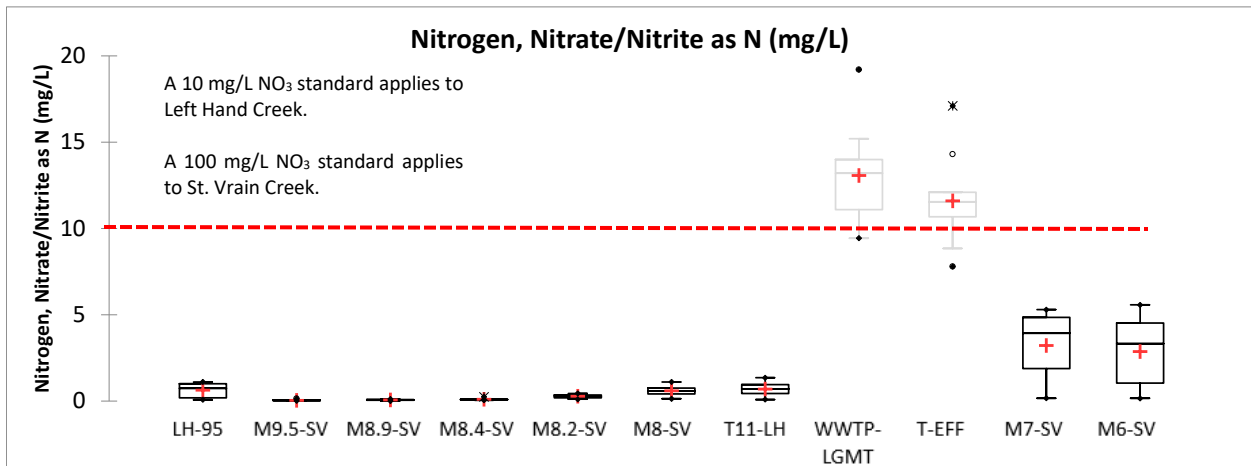 Nitrogen, Nitrate/Nitrite as N (mg/L)
A 10 mg/L NO₃ standard applies to
Left Hand Creek.
A 100 mg/L NO₃ standard applies
to St. Vrain Creek.
Nitrogen, Nitrate/Nitrite as N (mg/L)
20
15
10
5
0
LH-95
M9.5-SV
M8.9-SV
M8.4-SV
M8.2-SV
M8-SV
T11-LH
WWTP-
LGMT
T-EFF
M7-SV
M6-SV